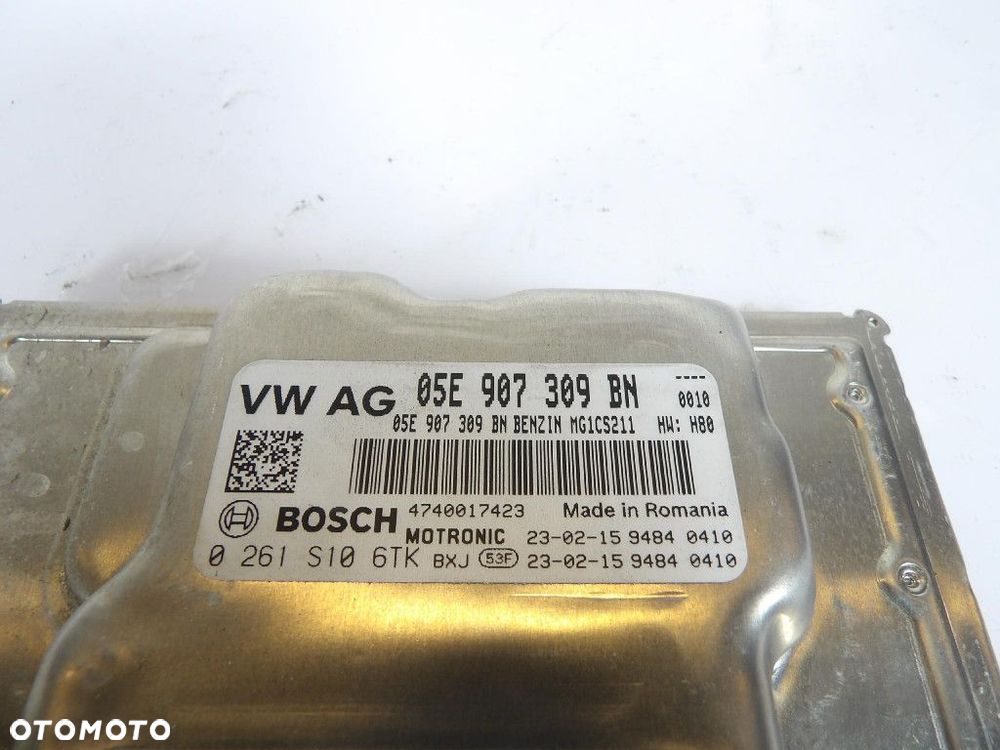 VW AG 05E 907 309 BN ----
0010
05E 907 309 BN BENZIN MG1CS211 HW: H80
BOSCH 4740017423 Made in Romania
MOTRONIC 23-02-15 9484 0410
0 261 S10 6TK BXJ 53F 23-02-15 9484 0410
OTOMOTO